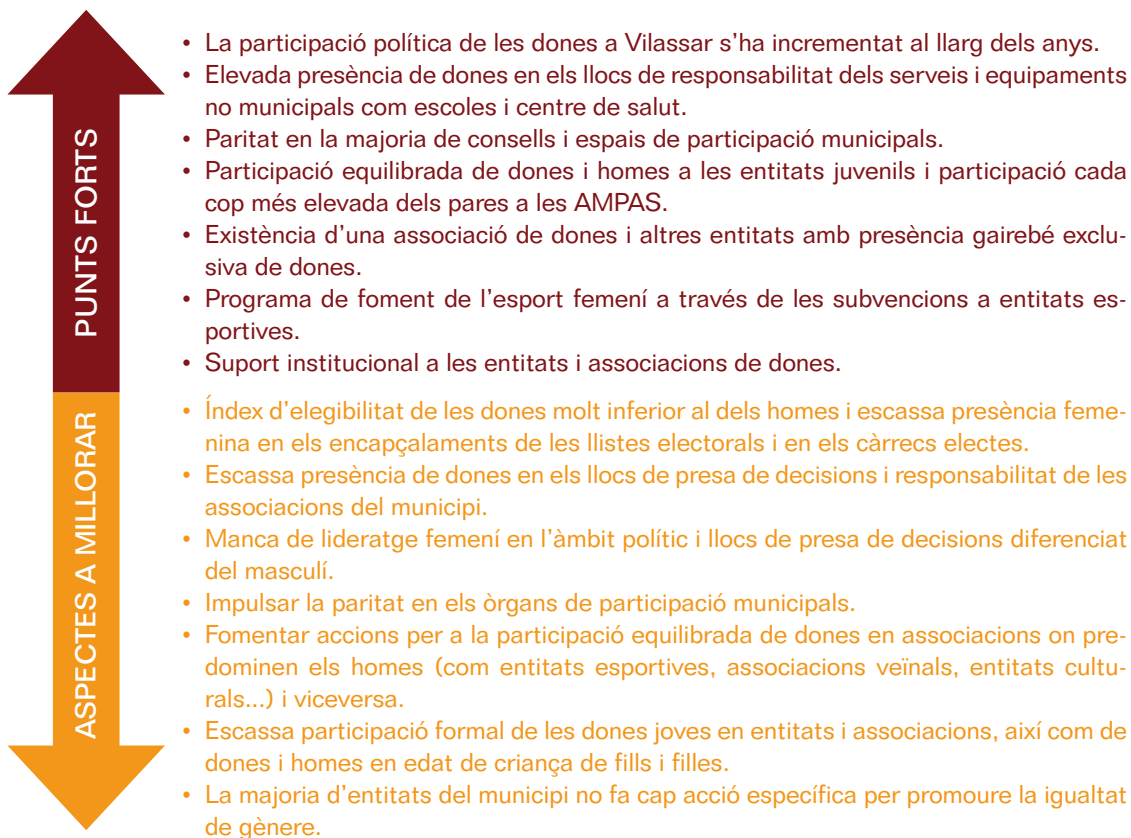 PUNTS FORTS
• La participació política de les dones a Vilassar s’ha incrementat al llarg dels anys.
• Elevada presència de dones en els llocs de responsabilitat dels serveis i equipaments
no municipals com escoles i centre de salut.
• Paritat en la majoria de consells i espais de participació municipals.
• Participació equilibrada de dones i homes a les entitats juvenils i participació cada
cop més elevada dels pares a les AMPAS.
• Existència d’una associació de dones i altres entitats amb presència gairebé exclu-
siva de dones.
• Programa de foment de l’esport femení a través de les subvencions a entitats es-
portives.
• Suport institucional a les entitats i associacions de dones.
ASPECTES A MILLORAR
• Índex d’elegibilitat de les dones molt inferior al dels homes i escassa presència feme-
nina en els encapçalaments de les llistes electorals i en els càrrecs electes.
• Escassa presència de dones en els llocs de presa de decisions i responsabilitat de les
associacions del municipi.
• Manca de lideratge femení en l’àmbit polític i llocs de presa de decisions diferenciat
del masculí.
• Impulsar la paritat en els òrgans de participació municipals.
• Fomentar accions per a la participació equilibrada de dones en associacions on pre-
dominen els homes (com entitats esportives, associacions veïnals, entitats cultu-
rals...) i viceversa.
• Escassa participació formal de les dones joves en entitats i associacions, així com de
dones i homes en edat de criança de fills i filles.
• La majoria d’entitats del municipi no fa cap acció específica per promoure la igualtat
de gènere.